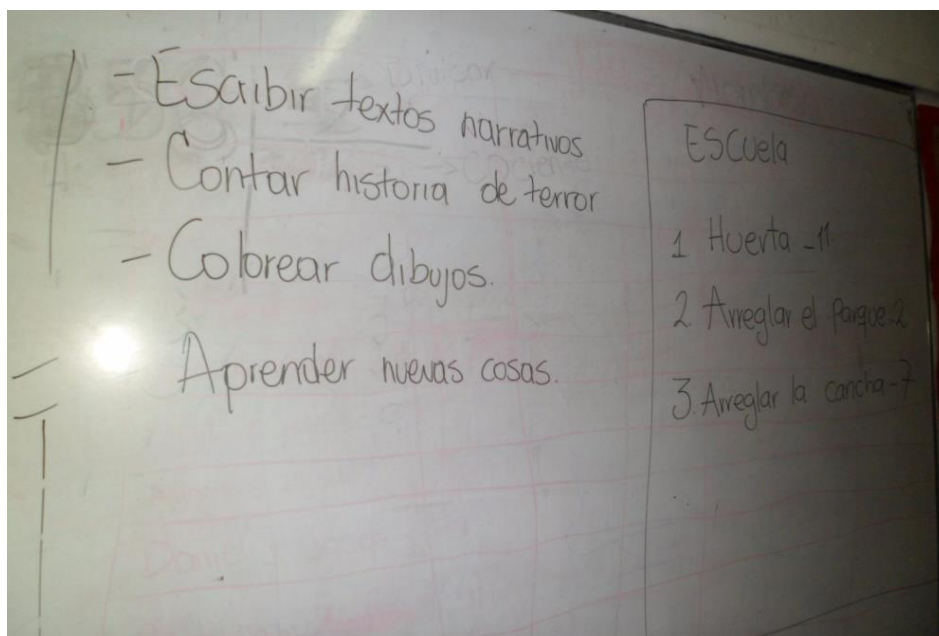 - Escribir textos narrativos
- Contar historia de terror
- Colorear dibujos.
Aprender nuevas cosas.
ESCUela
1 Huerta - 11
2 Arreglar el parque-2
3. Arreglar la cancha-7